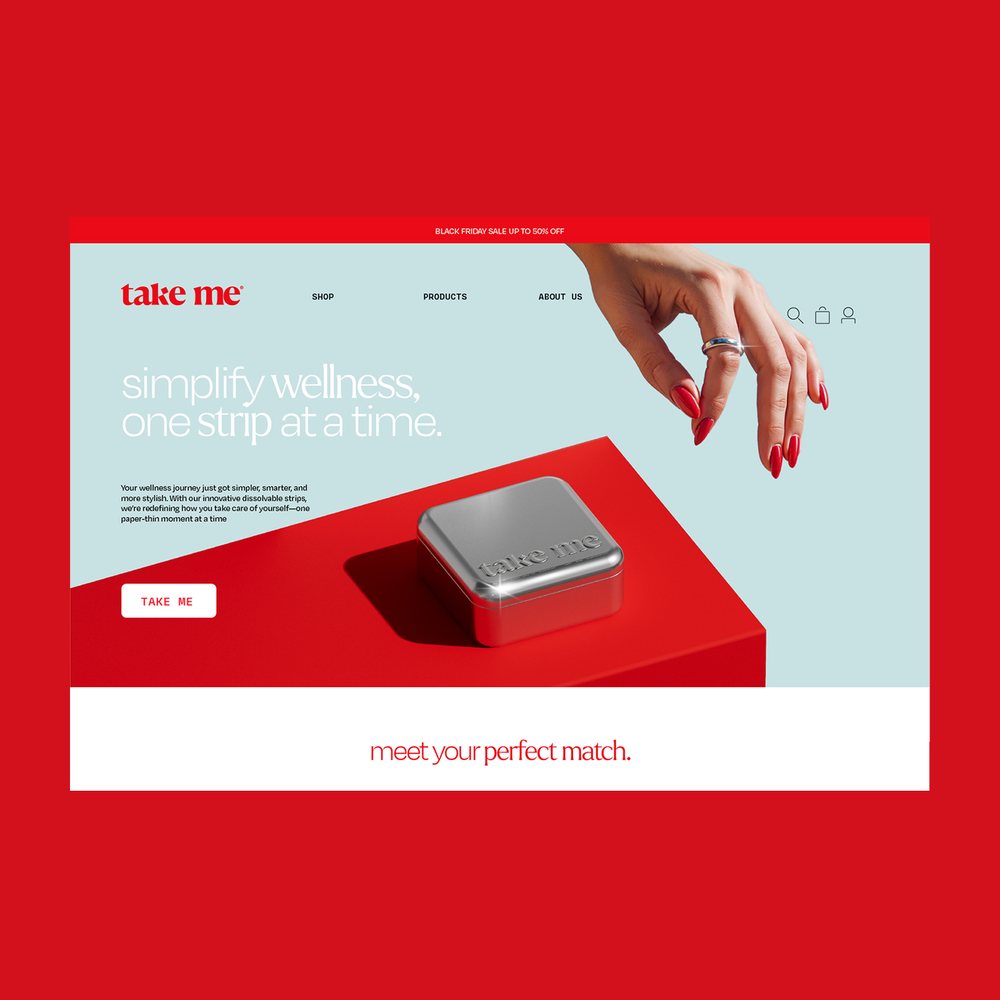 BLACK FRIDAY SALE UP TO 50% OFF
take me®
SHOP
PRODUCTS
ABOUT US
simplify wellness,
one strip at a time.
Your wellness journey just got simpler, smarter, and
more stylish. With our innovative dissolvable strips,
we're redefining how you take care of yourself—one
paper-thin moment at a time
take me
TAKE ME
meet your perfect match.